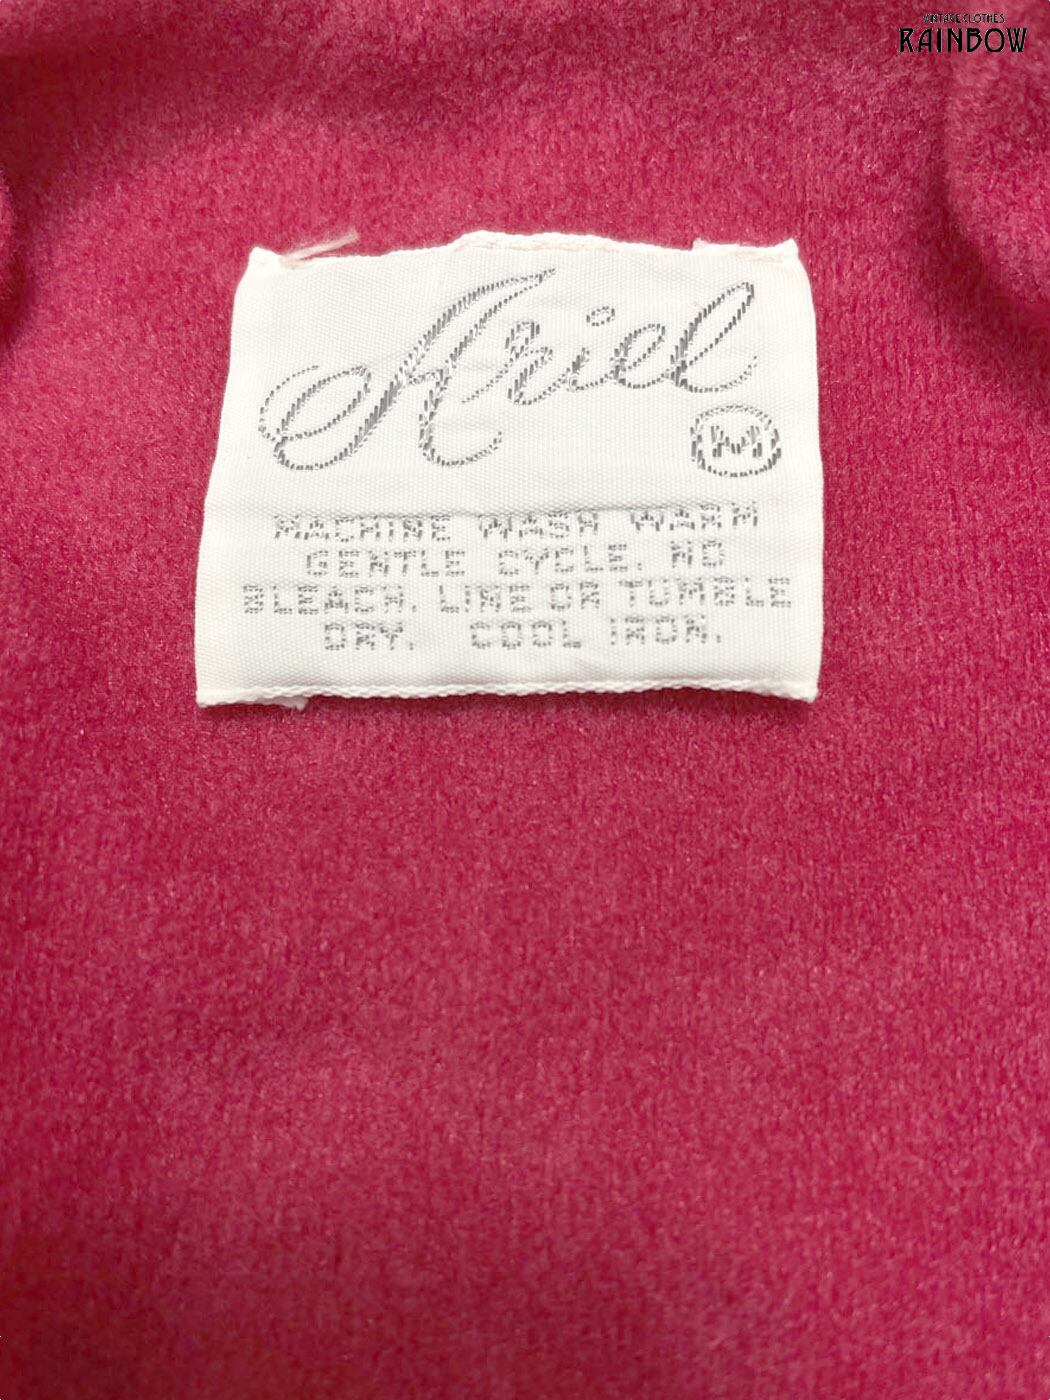 VINTAGE CLOTHES
RAINBOW
Ariel
M
MACHINE WASH WARM
GENTLE CYCLE. NO
BLEACH. LINE OR TUMBLE
DRY. COOL IRON.